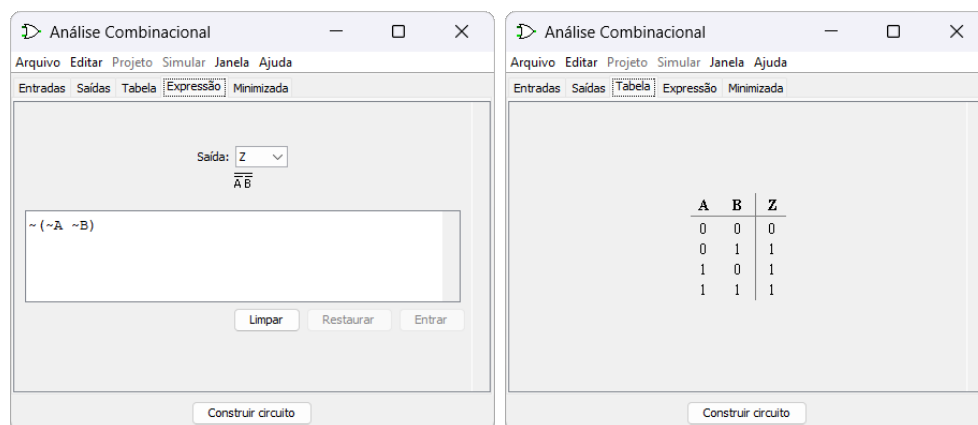 Análise Combinacional
Arquivo Editar Projeto Simular Janela Ajuda
Entradas Saídas Tabela Expressão Minimizada
Saída: Z
A B
~(~A ~B)
Limpar Restaurar Entrar
Construir circuito
Análise Combinacional
Arquivo Editar Projeto Simular Janela Ajuda
Entradas Saídas Tabela Expressão Minimizada
A B Z
0 0 0
0 1 1
1 0 1
1 1 1
Construir circuito